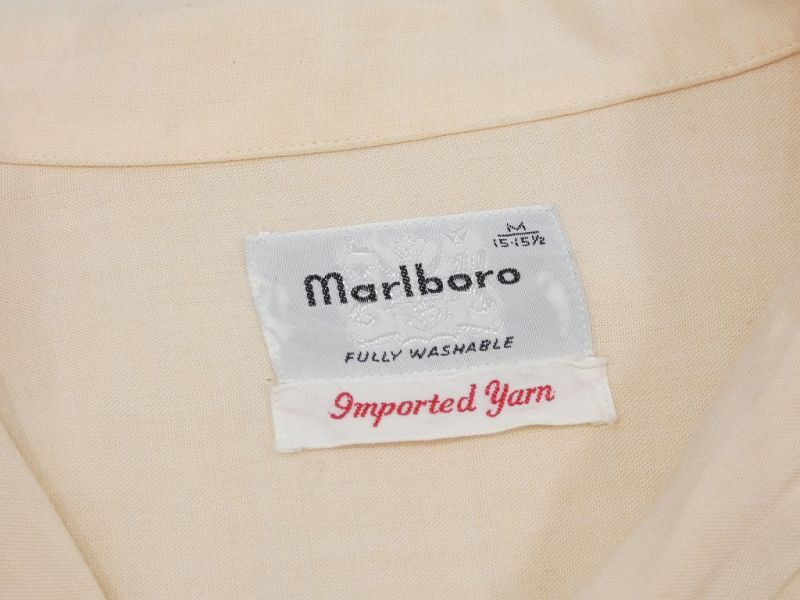 M
15-15½
Marlboro
FULLY WASHABLE
Imported Yarn